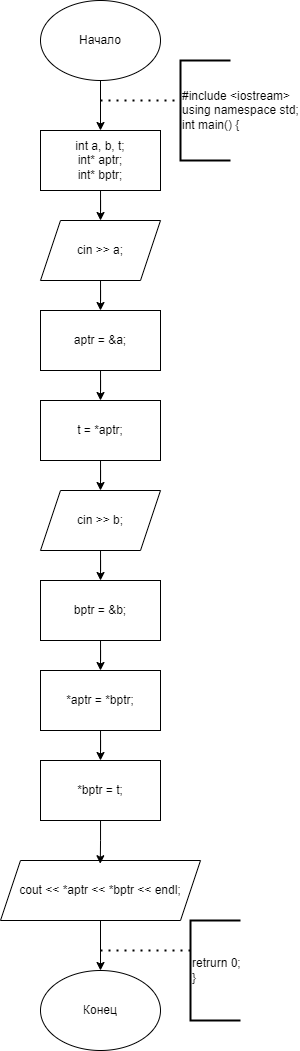 Начало
#include <iostream>
using namespace std;
int main() {
int a, b, t;
int* aptr;
int* bptr;
cin >> a;
aptr = &a;
t = *aptr;
cin >> b;
bptr = &b;
*aptr = *bptr;
*bptr = t;
cout << *aptr << *bptr << endl;
retrurn 0;
}
Конец